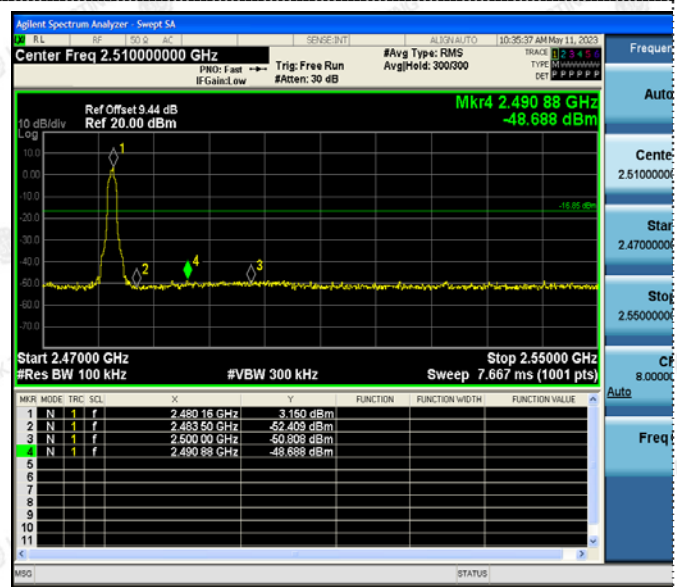 Agilent Spectrum Analyzer - Swept SA
RL RF 50 Ω AC SENSE:INT ALIGN AUTO 10:35:37 AM May 11, 2023
Center Freq 2.510000000 GHz
PNO: Fast
IFGain:Low
Trig: Free Run
#Atten: 30 dB
#Avg Type: RMS
Avg|Hold: 300/300
TRACE 1 2 3 4 5 6
TYPE M
DET P P P P P P
Frequen
Auto
Cente
2.51000000
Star
2.47000000
Stop
2.55000000
CF
8.00000
Auto
Freq
Ref Offset 9.44 dB
10 dB/div Ref 20.00 dBm
Log
Mkr4 2.490 88 GHz
-48.688 dBm
10.0
0.00
-10.0
-20.0
-30.0
-40.0
-50.0
-60.0
-70.0
1
2
4
3
-16.85 dBm
Start 2.47000 GHz Stop 2.55000 GHz
#Res BW 100 kHz #VBW 300 kHz Sweep 7.667 ms (1001 pts)
MKR MODE TRC SCL X Y FUNCTION FUNCTION WIDTH FUNCTION VALUE
1 N 1 f 2.480 16 GHz 3.150 dBm
2 N 1 f 2.483 50 GHz -52.409 dBm
3 N 1 f 2.500 00 GHz -50.808 dBm
4 N 1 f 2.490 88 GHz -48.688 dBm
5
6
7
8
9
10
11
MSG STATUS